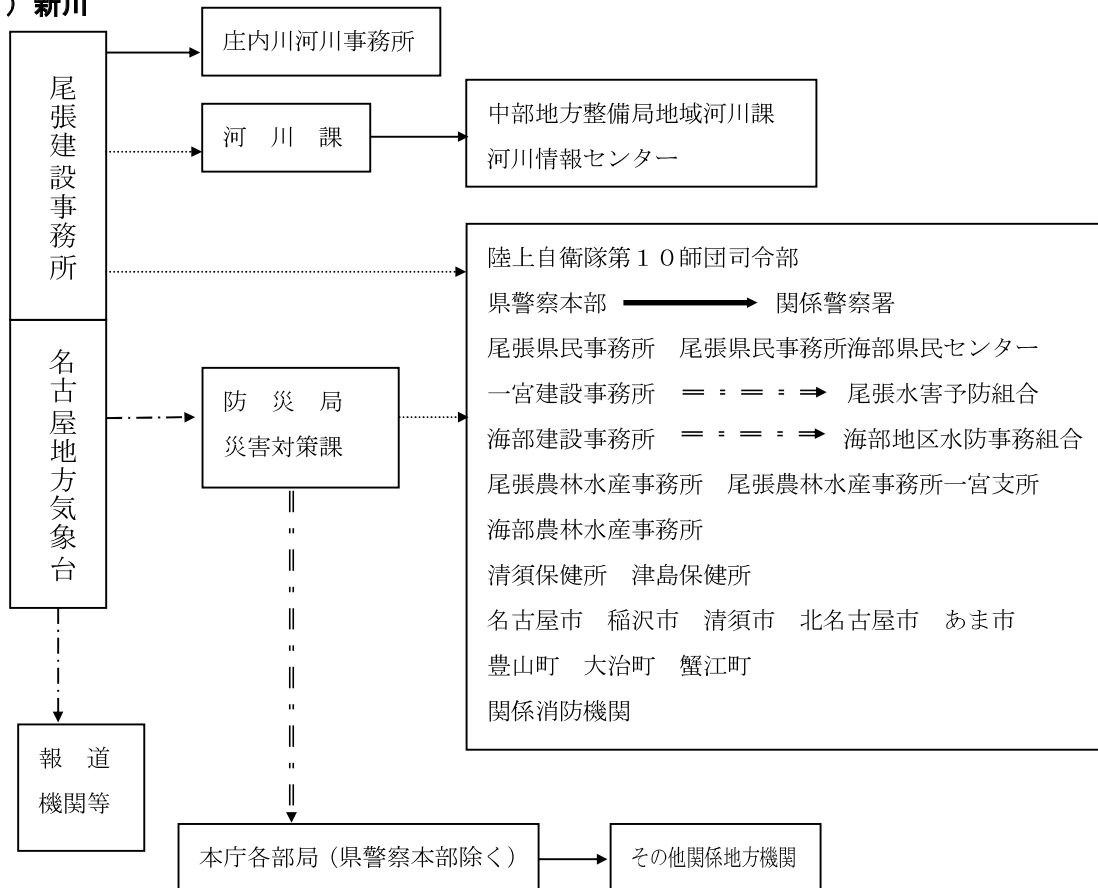 ）新川
尾張建設事務所
庄内川河川事務所
河　川　課
中部地方整備局地域河川課
河川情報センター
陸上自衛隊第１０師団司令部
県警察本部　関係警察署
尾張県民事務所　尾張県民事務所海部県民センター
一宮建設事務所　尾張水害予防組合
海部建設事務所　海部地区水防事務組合
尾張農林水産事務所　尾張農林水産事務所一宮支所
海部農林水産事務所
清須保健所　津島保健所
名古屋市　稲沢市　清須市　北名古屋市　あま市
豊山町　大治町　蟹江町
関係消防機関
名古屋地方気象台
防　災　局
災害対策課
報　道
機関等
本庁各部局（県警察本部除く）
その他関係地方機関